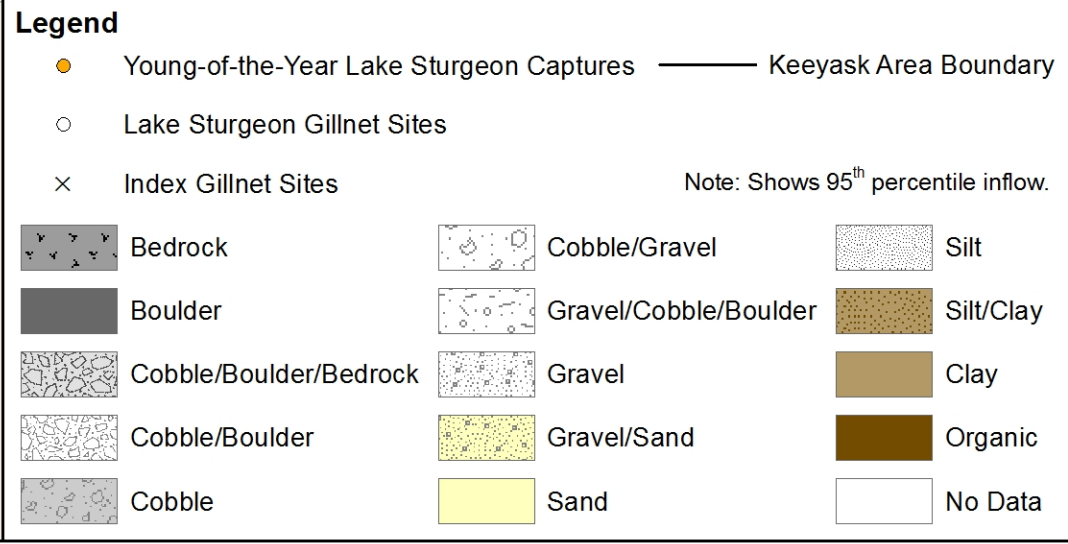 Legend
Young-of-the-Year Lake Sturgeon Captures
Keeyask Area Boundary
Lake Sturgeon Gillnet Sites
Index Gillnet Sites
Note: Shows 95th percentile inflow.
Bedrock
Boulder
Cobble/Boulder/Bedrock
Cobble/Boulder
Cobble
Cobble/Gravel
Gravel/Cobble/Boulder
Gravel
Gravel/Sand
Sand
Silt
Silt/Clay
Clay
Organic
No Data